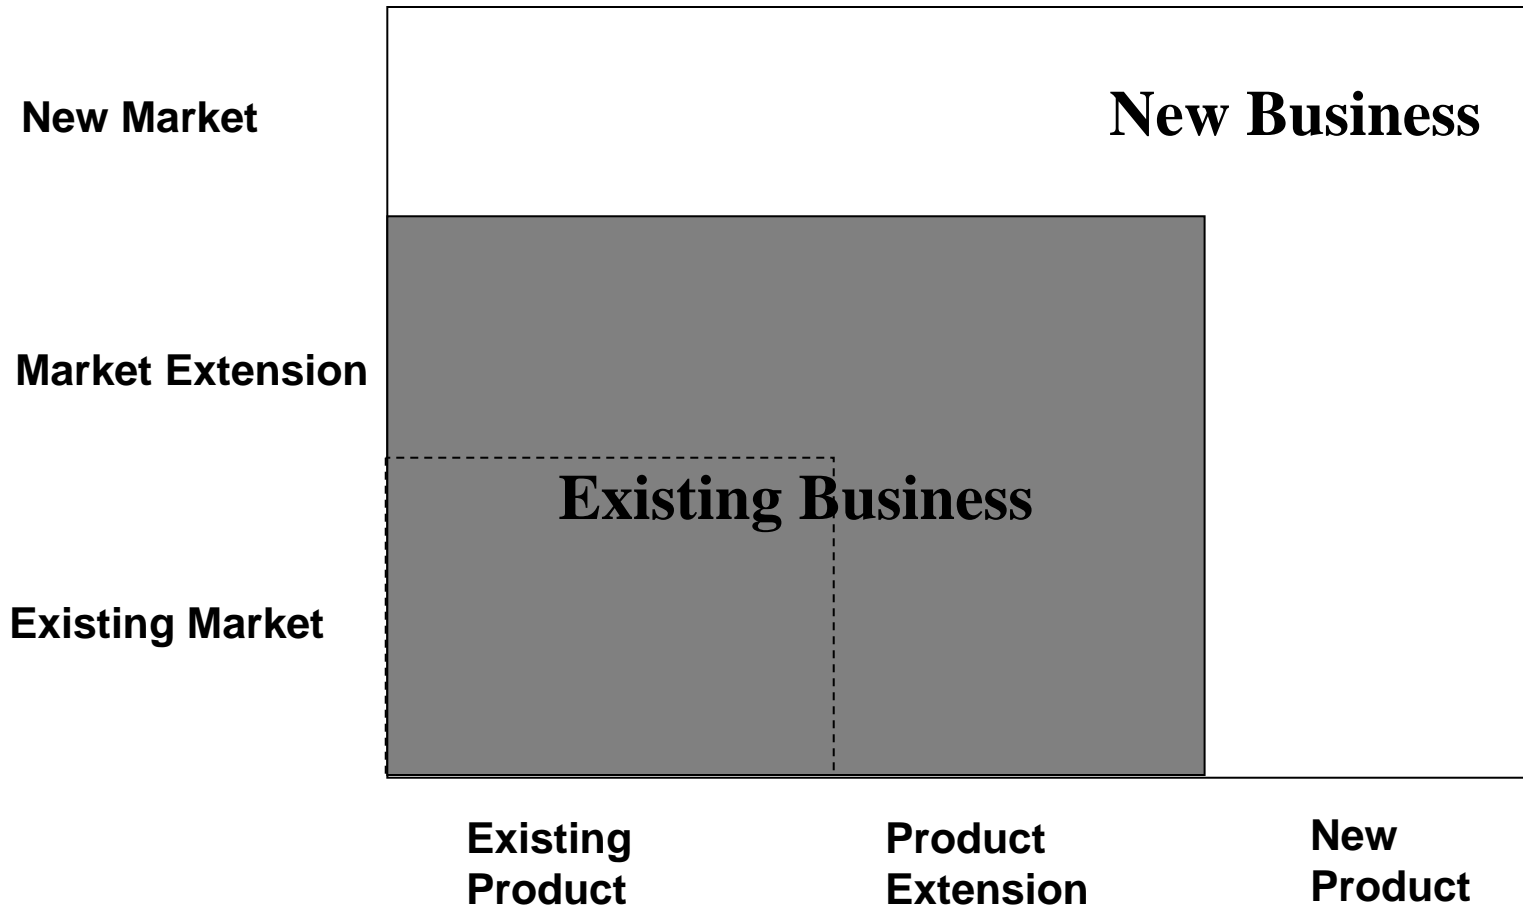 New Market
New Business
Market Extension
Existing Business
Existing Market
Existing
Product
Product
Extension
New
Product